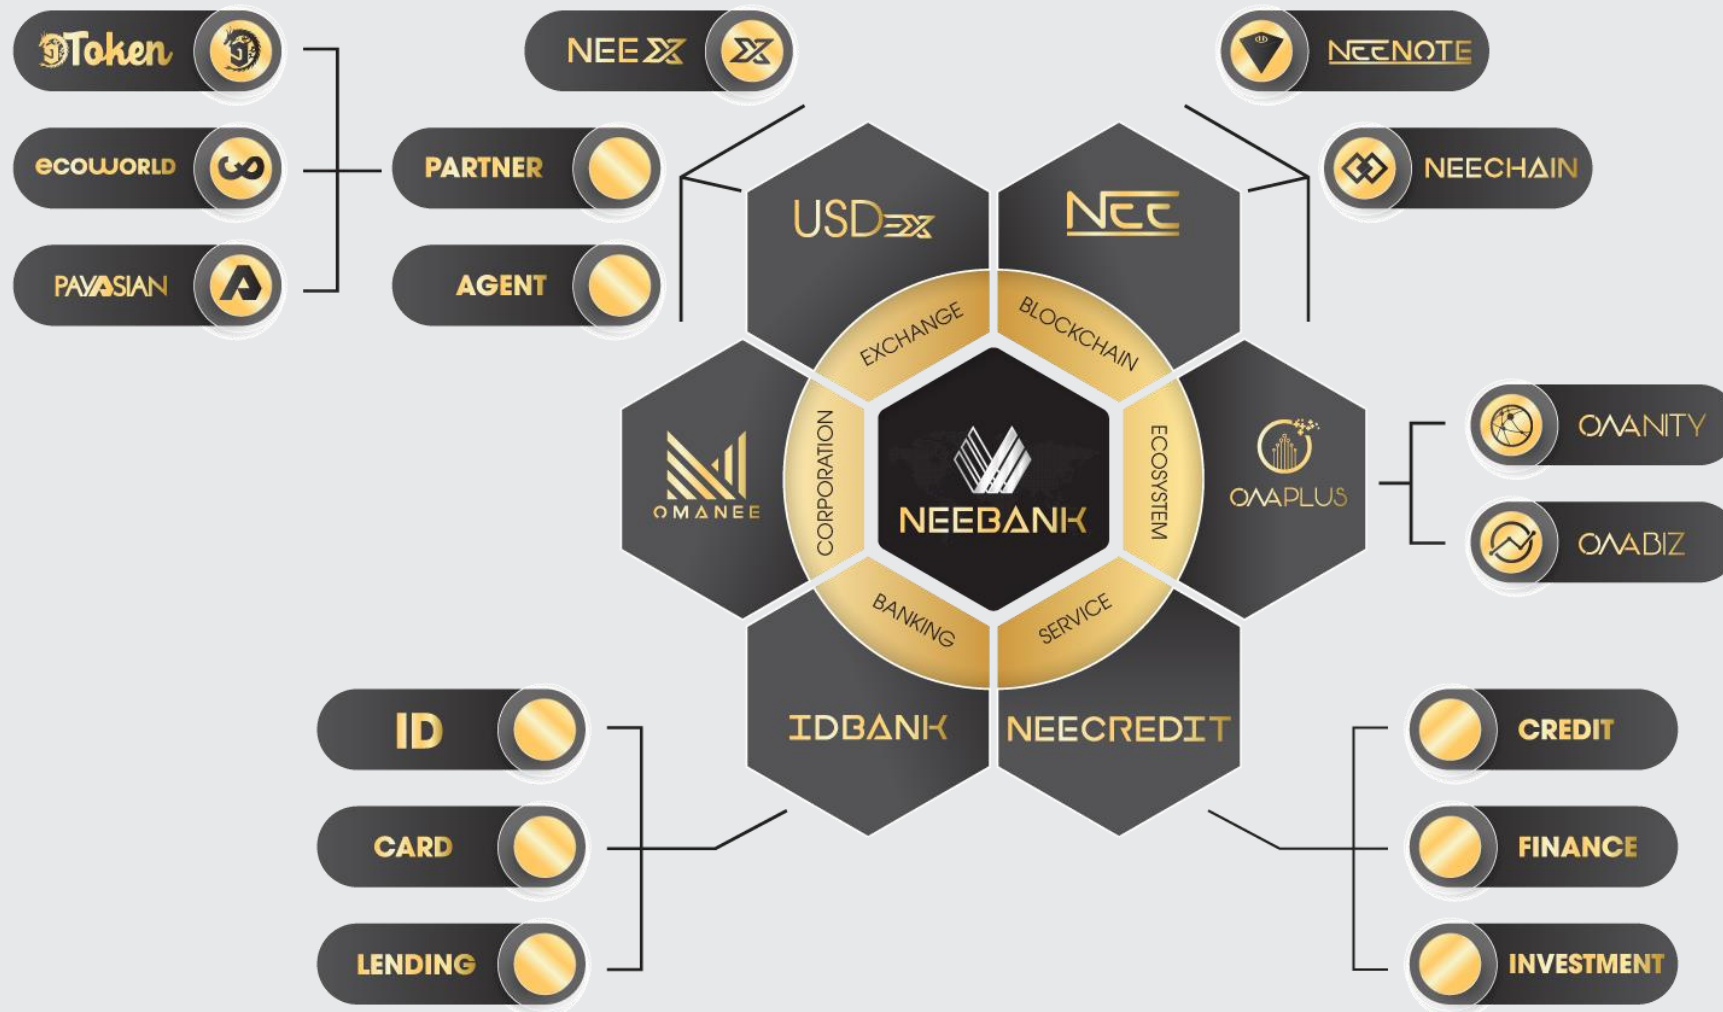 JToken
NEEX
NEENOTE
ecoworld
PARTNER
NEECHAIN
PAYASIAN
AGENT
USDEX
NEE
EXCHANGE
BLOCKCHAIN
OMANEE
CORPORATION
NEEBANK
ECOSYSTEM
OMAPLUS
OMANITY
OMABIZ
BANKING
SERVICE
IDBANK
NEECREDIT
ID
CARD
LENDING
CREDIT
FINANCE
INVESTMENT